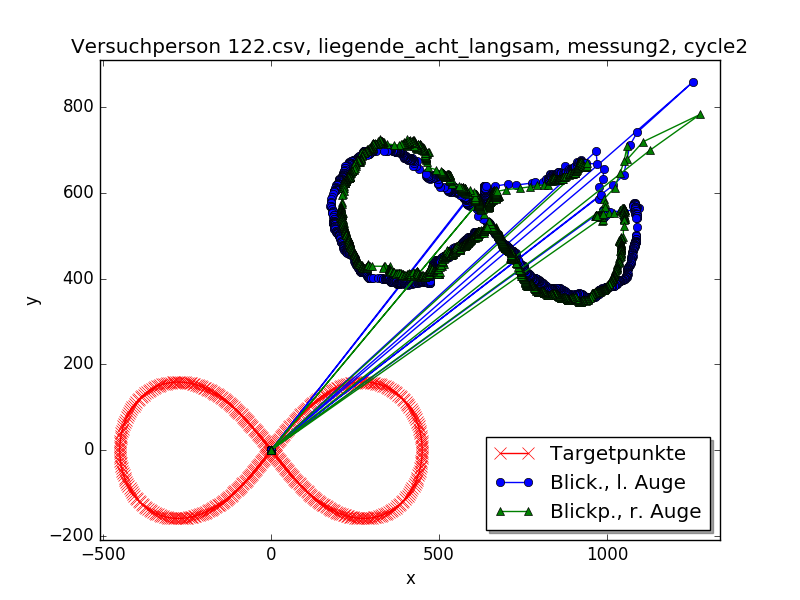 Versuchperson 122.csv, liegende_acht_langsam, messung2, cycle2
800
600
400
200
0
−200
y
−500
0
500
1000
x
Targetpunkte
Blick., l. Auge
Blickp., r. Auge